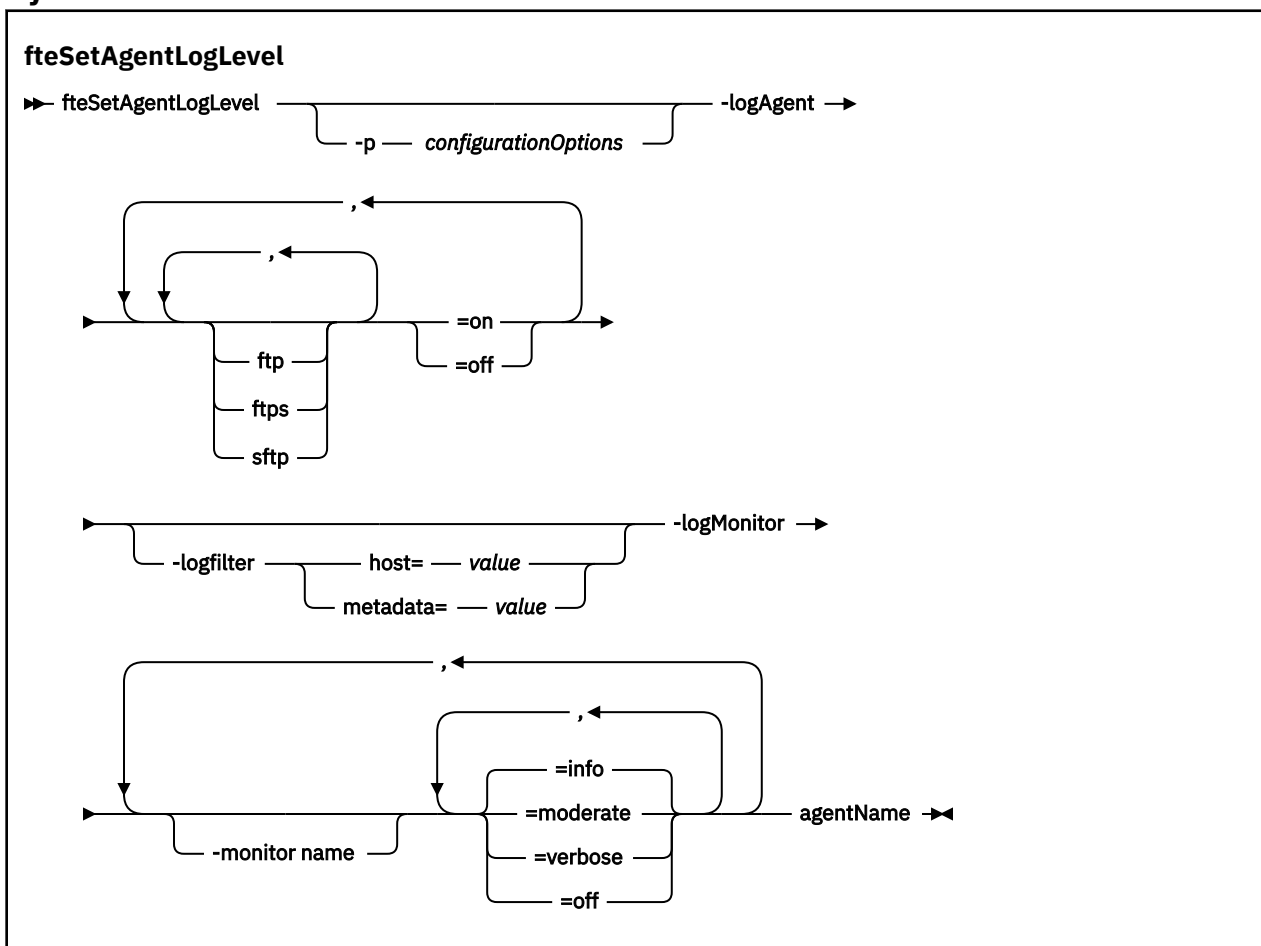 fteSetAgentLogLevel
fteSetAgentLogLevel -logAgent
-p configurationOptions
,
,
=on
ftp =off
ftps
sftp
-logMonitor
-logfilter host= value
metadata= value
,
,
=info
=moderate agentName
-monitor name =verbose
=off